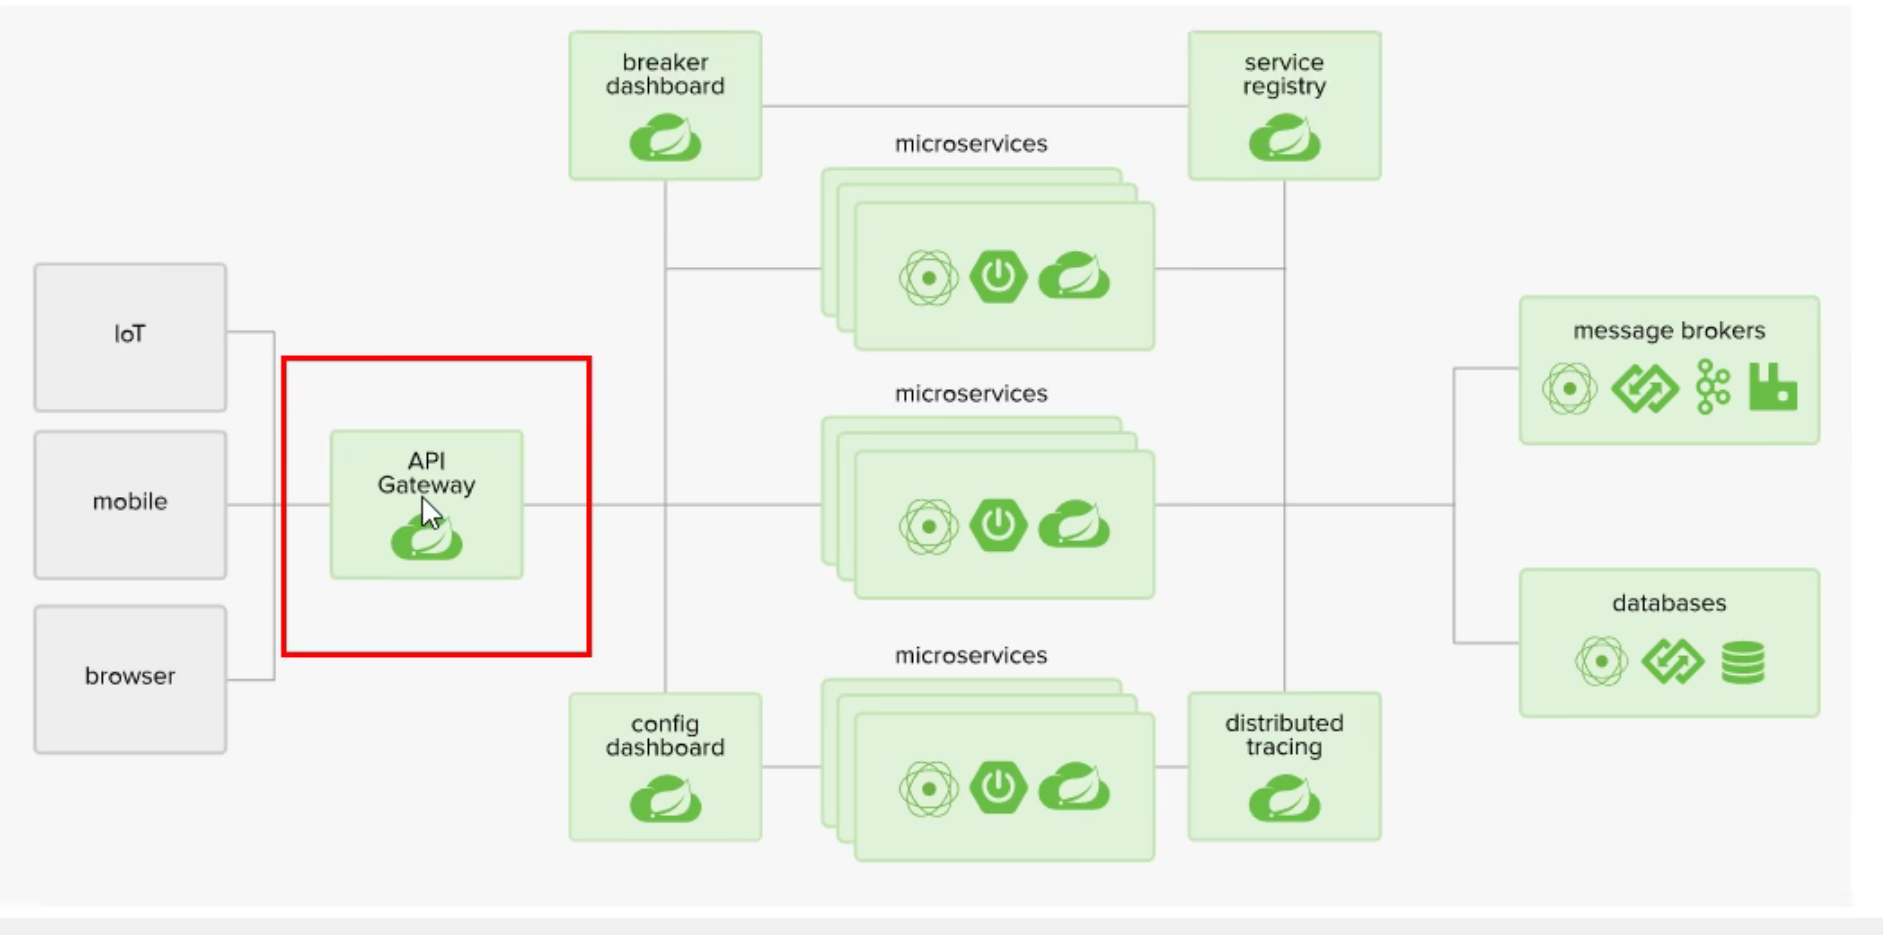 breaker
dashboard
service
registry
microservices
IoT
message brokers
microservices
API
Gateway
mobile
databases
microservices
browser
config
dashboard
distributed
tracing